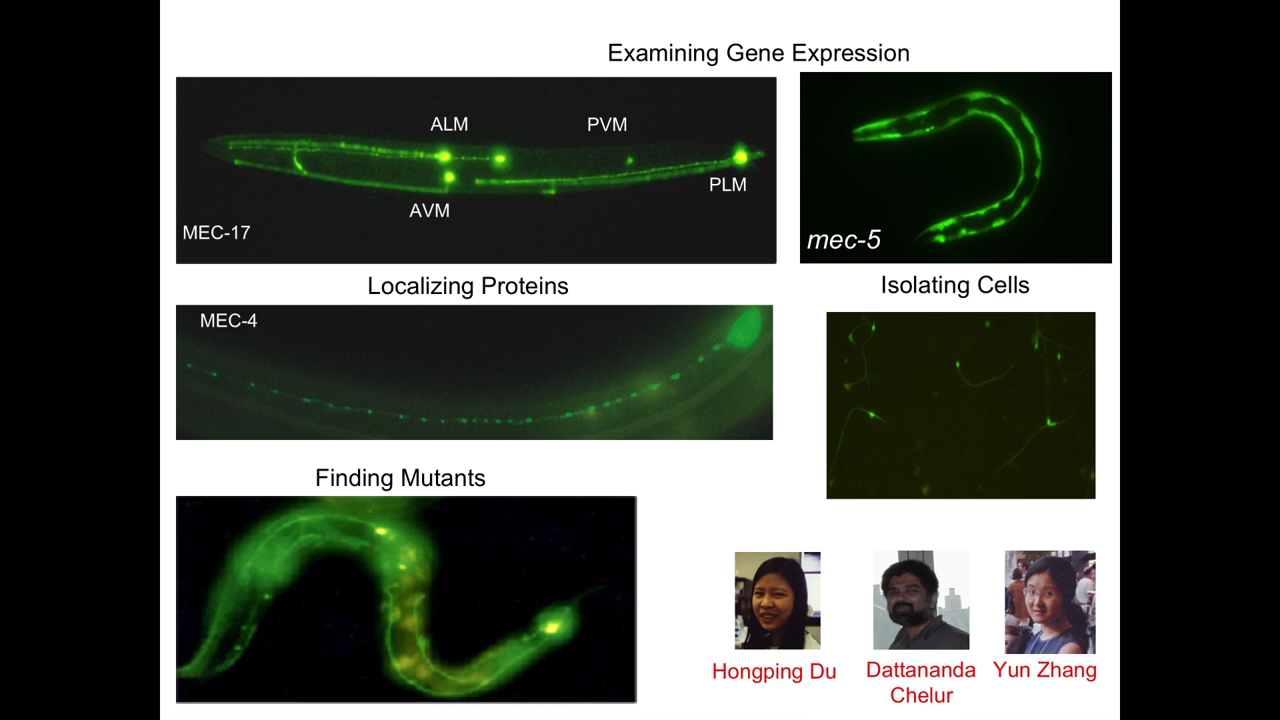 Examining Gene Expression
ALM
PVM
PLM
AVM
MEC-17
mec-5
Localizing Proteins
Isolating Cells
MEC-4
Finding Mutants
Hongping Du
Dattananda
Chelur
Yun Zhang